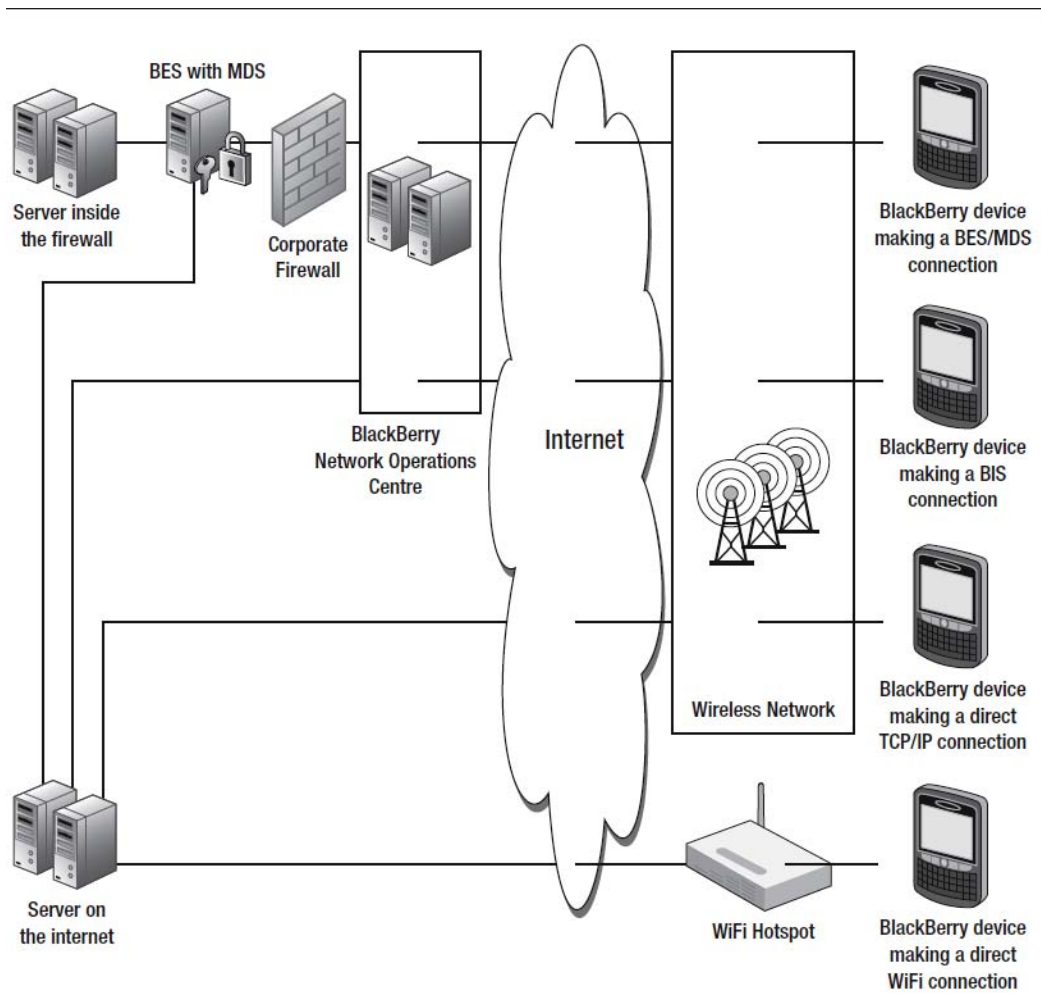 BES with MDS
Server inside
the firewall
Corporate
Firewall
BlackBerry device
making a BES/MDS
connection
BlackBerry
Network Operations
Centre
Internet
BlackBerry device
making a BIS
connection
Wireless Network
BlackBerry device
making a direct
TCP/IP connection
Server on
the internet
WiFi Hotspot
BlackBerry device
making a direct
WiFi connection